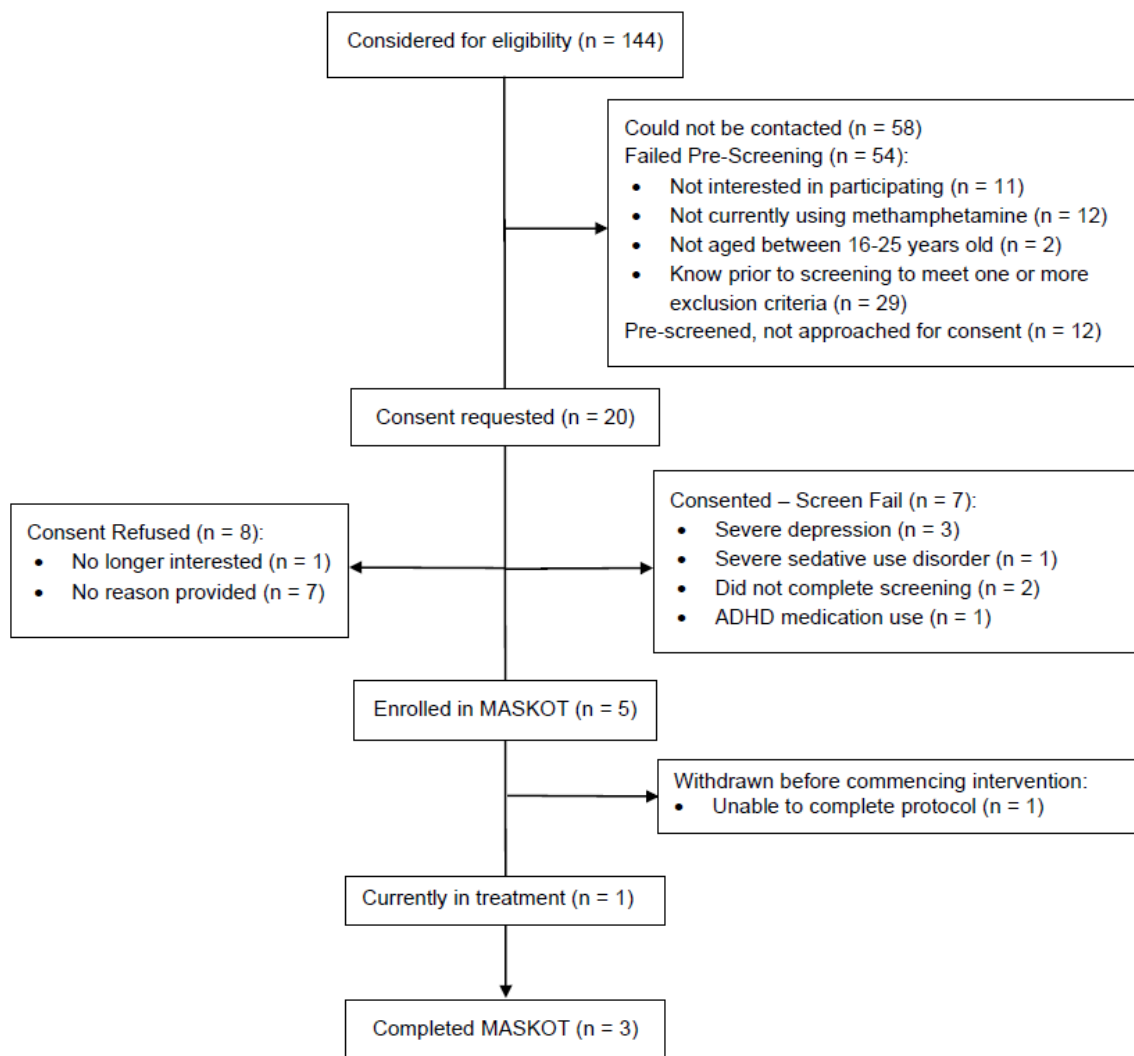 Considered for eligibility (n = 144)
Could not be contacted (n = 58)
Failed Pre-Screening (n = 54):
• Not interested in participating (n = 11)
• Not currently using methamphetamine (n = 12)
• Not aged between 16-25 years old (n = 2)
• Know prior to screening to meet one or more
exclusion criteria (n = 29)
Pre-screened, not approached for consent (n = 12)
Consent requested (n = 20)
Consent Refused (n = 8):
• No longer interested (n = 1)
• No reason provided (n = 7)
Consented – Screen Fail (n = 7):
• Severe depression (n = 3)
• Severe sedative use disorder (n = 1)
• Did not complete screening (n = 2)
• ADHD medication use (n = 1)
Enrolled in MASKOT (n = 5)
Withdrawn before commencing intervention:
• Unable to complete protocol (n = 1)
Currently in treatment (n = 1)
Completed MASKOT (n = 3)